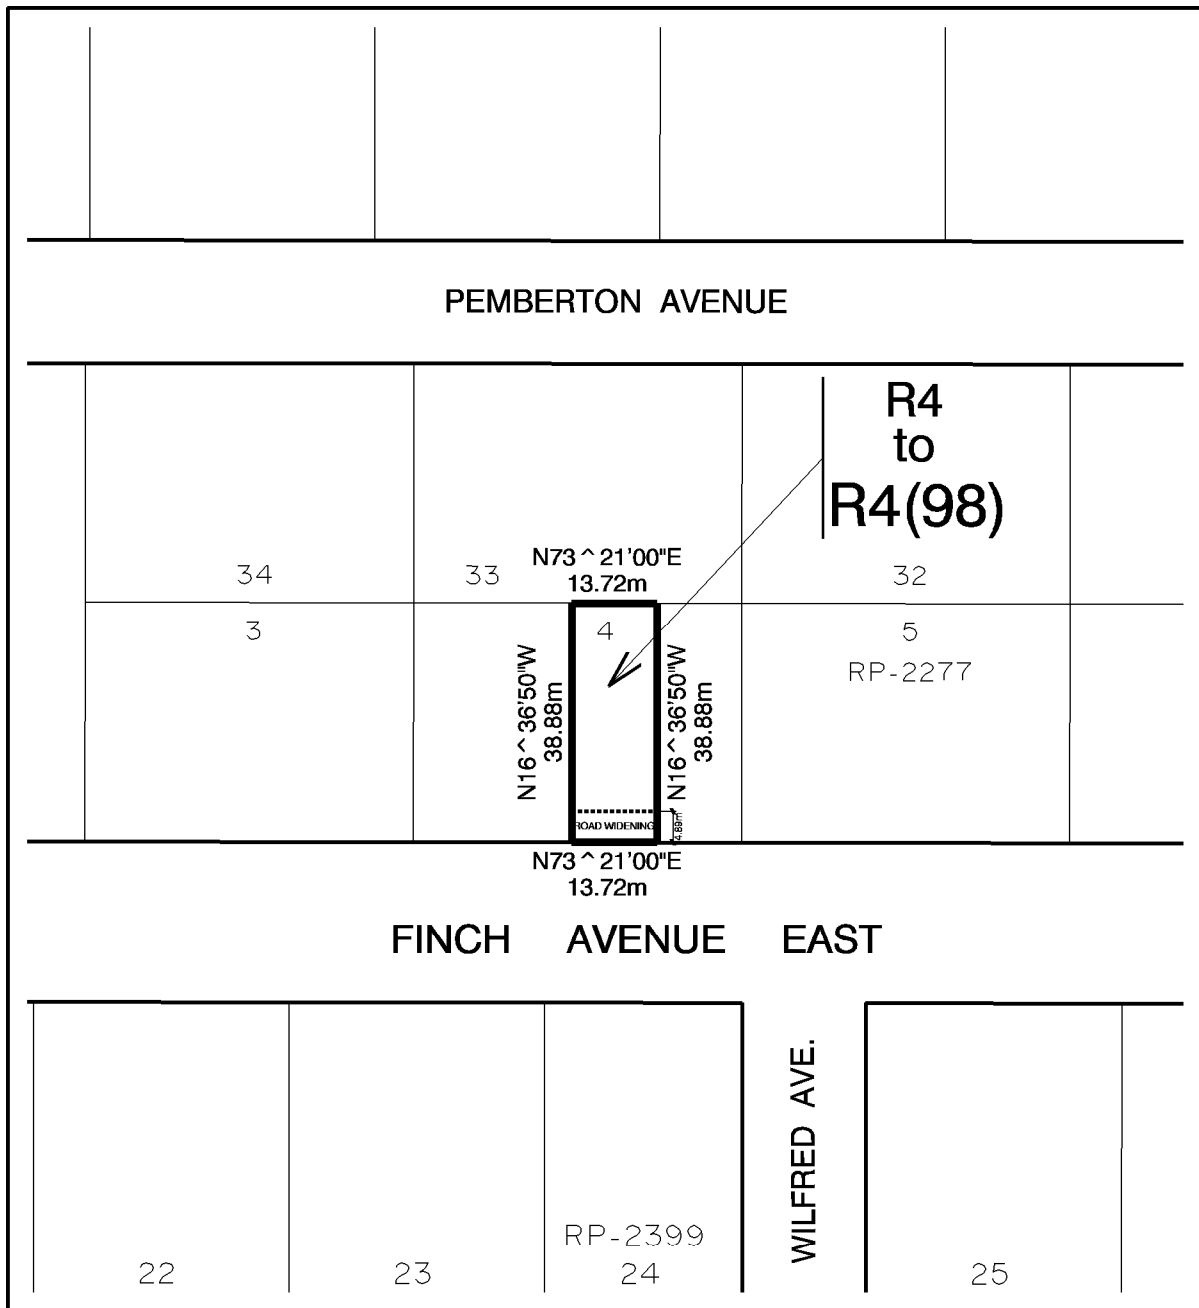 PEMBERTON AVENUE
R4
to
R4(98)
N73^21'00"E
13.72m
34
33
32
3
4
5
RP-2277
N16^36'50"W
38.88m
N16^36'50"W
38.88m
ROAD WIDENING
4.89m
N73^21'00"E
13.72m
FINCH AVENUE EAST
WILFRED AVE.
RP-2399
22
23
24
25